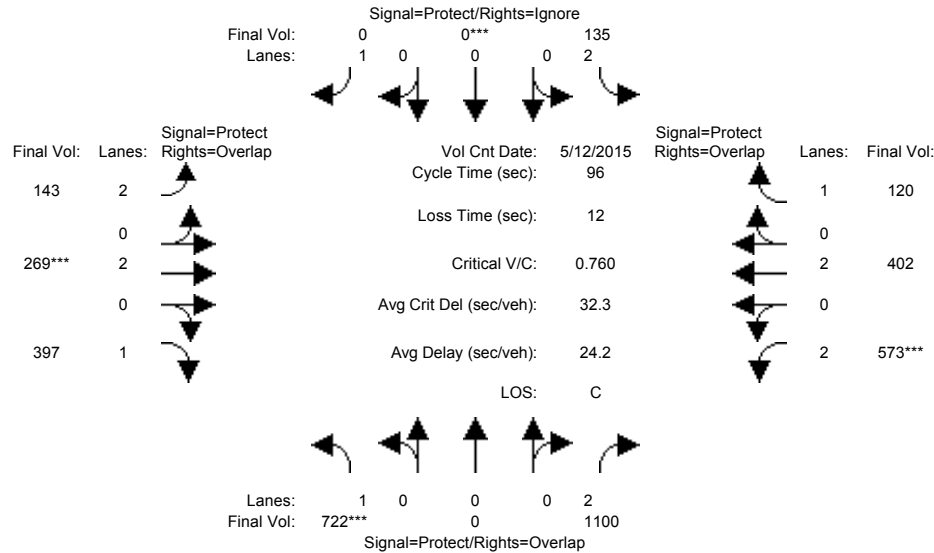 Signal=Protect/Rights=Ignore
Final Vol: 0 0*** 135
Lanes: 1 0 0 0 2
Signal=Protect Signal=Protect
Final Vol: Lanes: Rights=Overlap Vol Cnt Date: 5/12/2015 Rights=Overlap Lanes: Final Vol:
Cycle Time (sec): 96
143 2 1 120
Loss Time (sec): 12
0 0
269*** 2 Critical V/C: 0.760 2 402
0 Avg Crit Del (sec/veh): 32.3 0
397 1 Avg Delay (sec/veh): 24.2 2 573***
LOS: C
Lanes: 1 0 0 0 2
Final Vol: 722*** 0 1100
Signal=Protect/Rights=Overlap